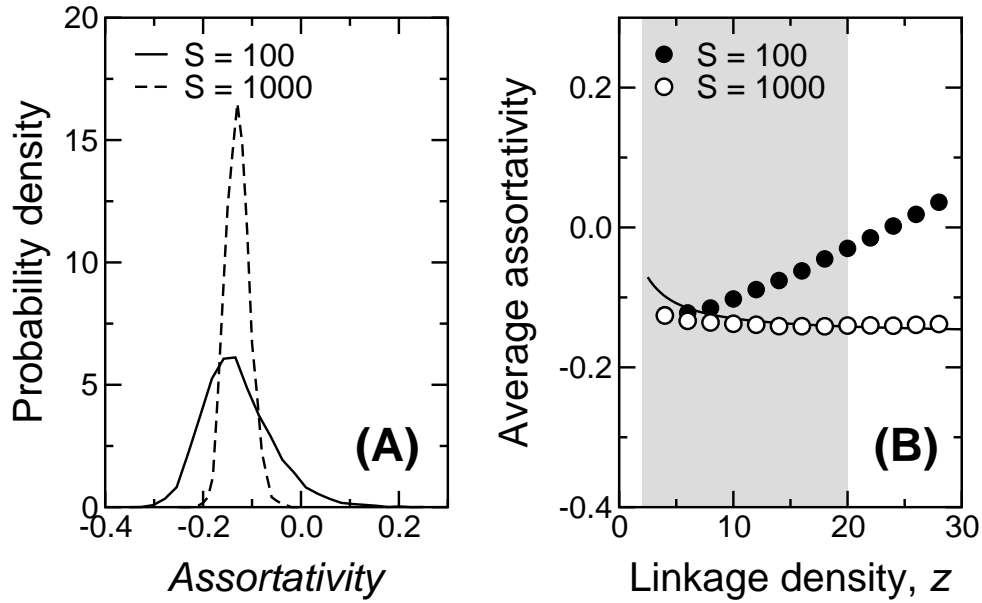 20
15
10
5
0
S = 100
S = 1000
(A)
-0.4
-0.2
0.0
0.2
Probability density
Assortativity
0.2
0.0
-0.2
-0.4
S = 100
S = 1000
(B)
0
10
20
30
Average assortativity
Linkage density, z